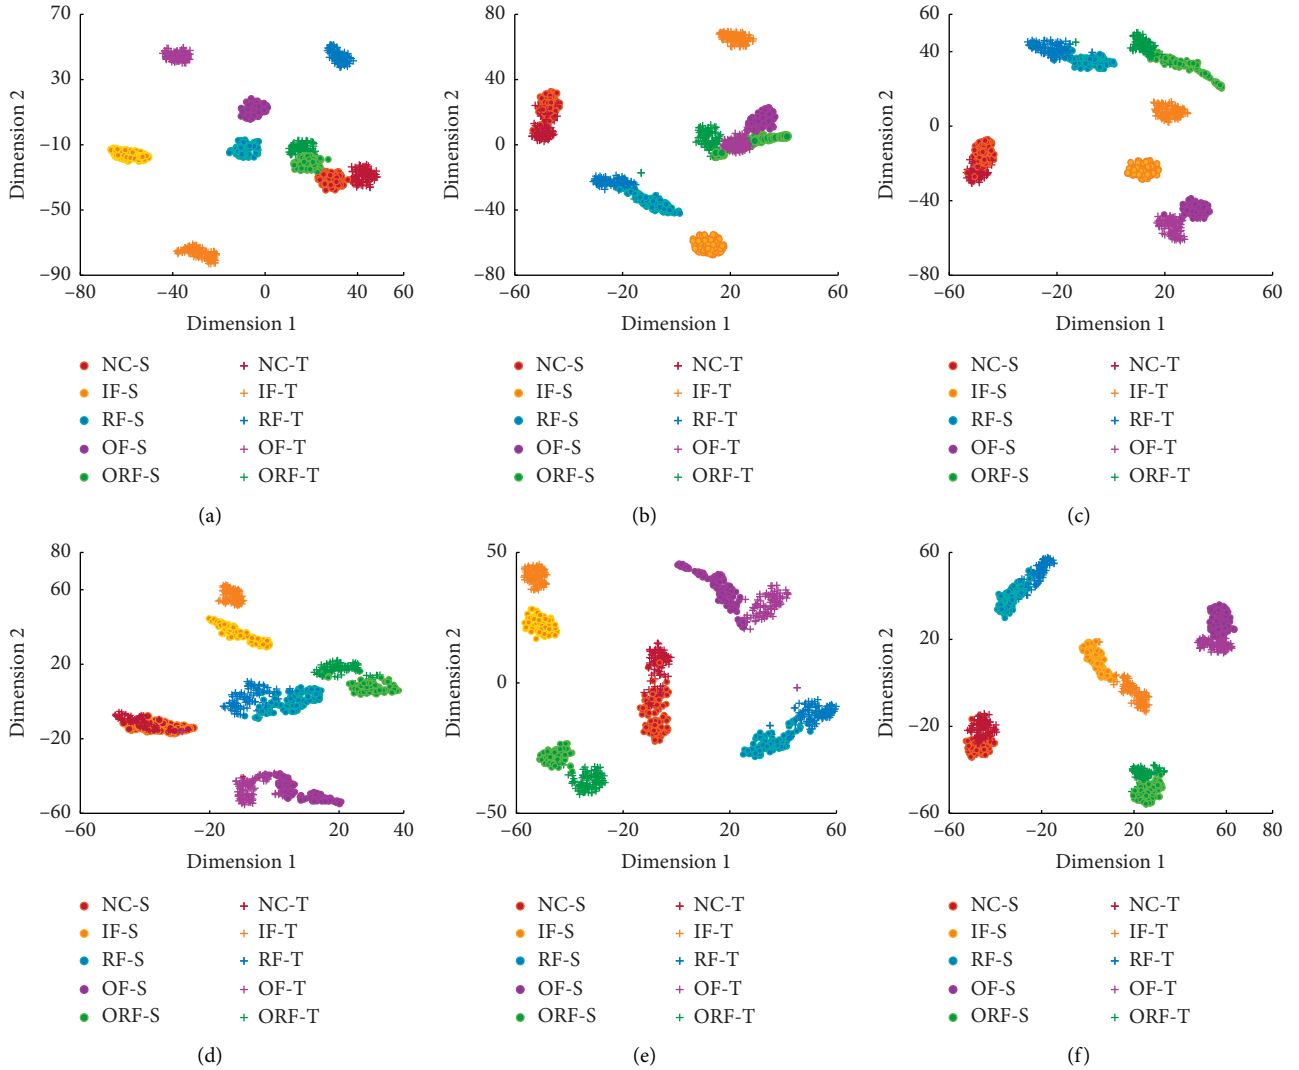 70
30
−10
−50
−90
Dimension 2
−80
−40
0
40
60
Dimension 1
NC-S
NC-T
IF-S
IF-T
RF-S
RF-T
OF-S
OF-T
ORF-S
ORF-T
(a)
80
40
0
−40
−80
Dimension 2
−60
−20
20
60
Dimension 1
NC-S
NC-T
IF-S
IF-T
RF-S
RF-T
OF-S
OF-T
ORF-S
ORF-T
(b)
60
40
0
−40
−80
Dimension 2
−60
−20
20
60
Dimension 1
NC-S
NC-T
IF-S
IF-T
RF-S
RF-T
OF-S
OF-T
ORF-S
ORF-T
(c)
80
60
20
−20
−60
Dimension 2
−60
−20
20
40
Dimension 1
NC-S
NC-T
IF-S
IF-T
RF-S
RF-T
OF-S
OF-T
ORF-S
ORF-T
(d)
50
0
−50
Dimension 2
−60
−20
20
60
Dimension 1
NC-S
NC-T
IF-S
IF-T
RF-S
RF-T
OF-S
OF-T
ORF-S
ORF-T
(e)
60
20
−20
−60
Dimension 2
−60
−20
20
60
80
Dimension 1
NC-S
NC-T
IF-S
IF-T
RF-S
RF-T
OF-S
OF-T
ORF-S
ORF-T
(f)